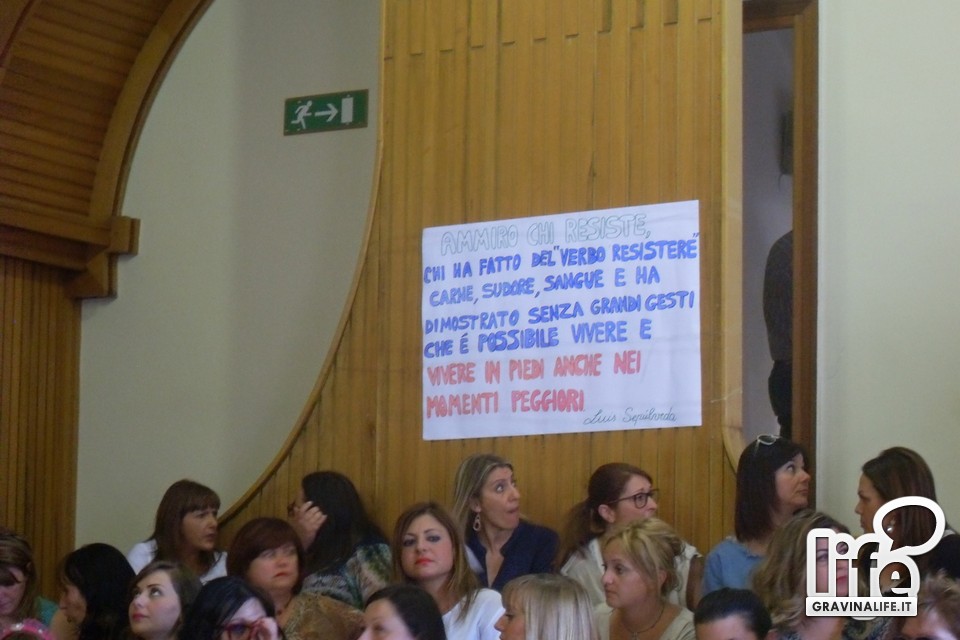 AMMIRO CHI RESISTE,
CHI HA FATTO DEL "VERBO RESISTERE"
CARNE, SUDORE, SANGUE E HA
DIMOSTRATO SENZA GRANDI GESTI
CHE É POSSIBILE VIVERE E
VIVERE IN PIEDI ANCHE NEI
MOMENTI PEGGIORI
Luis Sepúlveda
life
GRAVINALIFE.IT